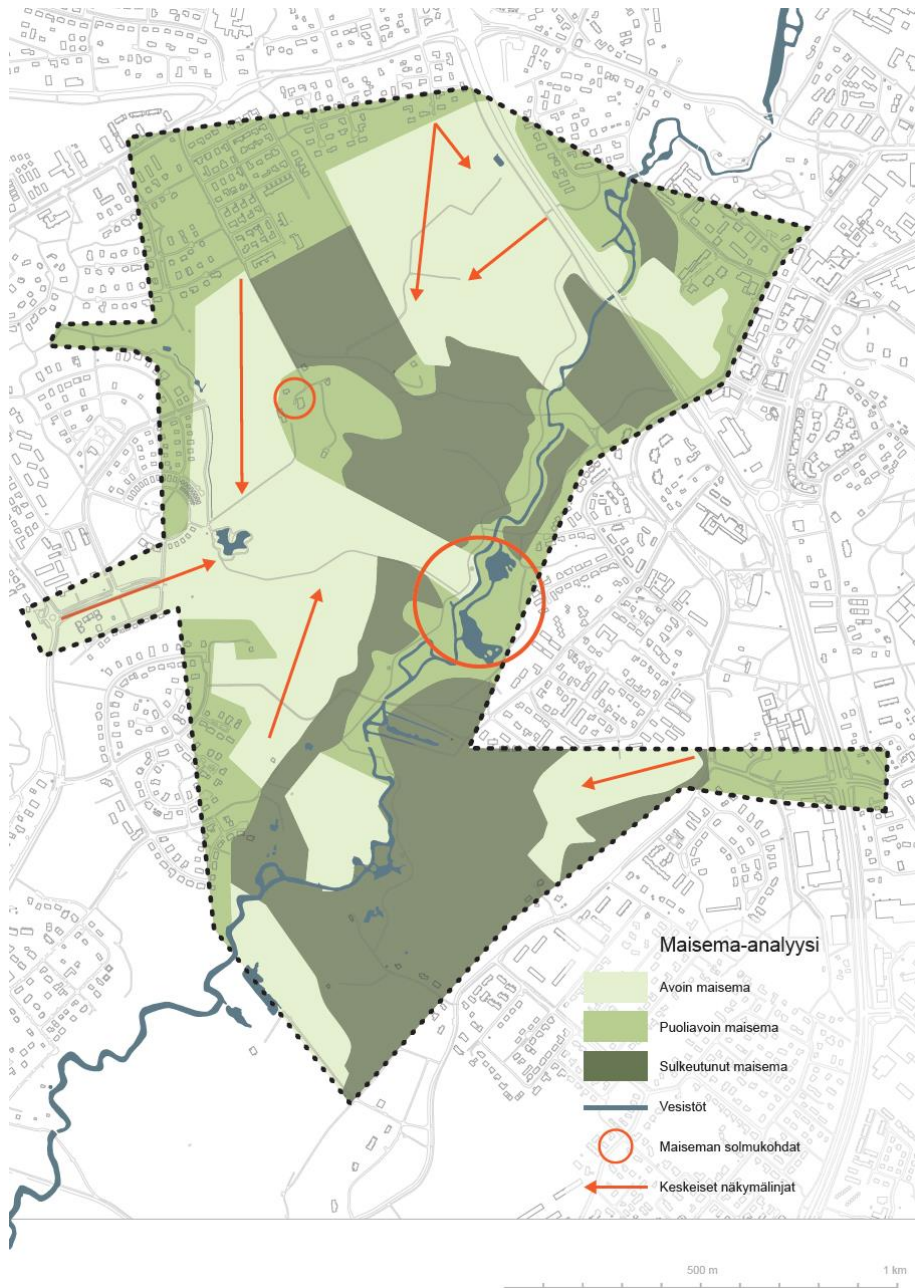 Maisema-analyysi
Avoin maisema
Puoliavoin maisema
Sulkeutunut maisema
Vesistöt
Maiseman solmukohdat
Keskeiset näkymälinjat
500 m 1 km